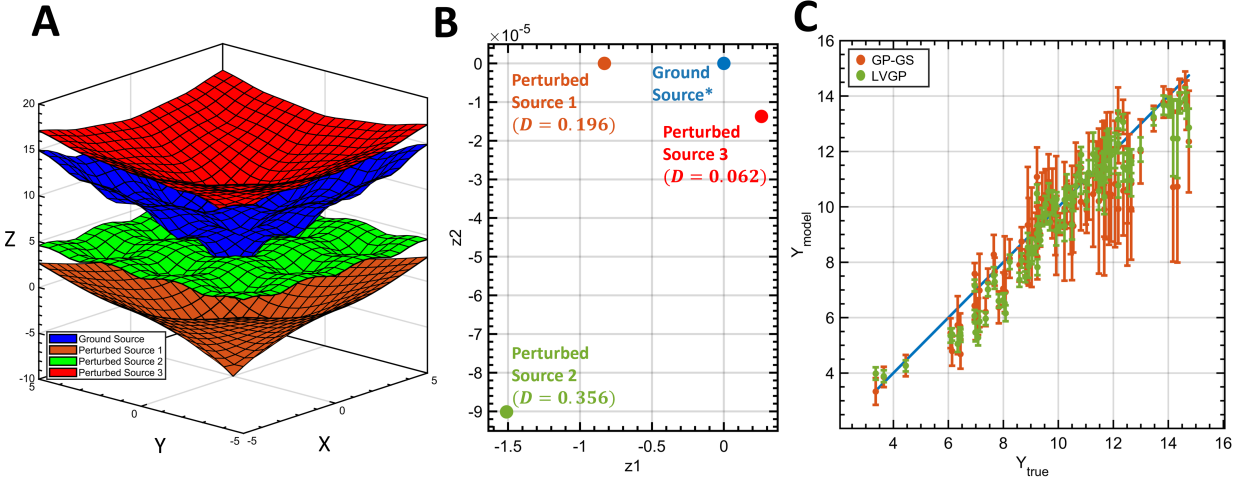 A
Z
20
15
10
5
0
-5
-10
Ground Source
Perturbed Source 1
Perturbed Source 2
Perturbed Source 3
5
0
-5
Y
-5
0
5
X
B
×10⁻⁵
0
-1
-2
-3
-4
-5
-6
-7
-8
-9
z2
Perturbed
Source 1
(D = 0.196)
Ground
Source*
Perturbed
Source 3
(D = 0.062)
Perturbed
Source 2
(D = 0.356)
-1.5
-1
-0.5
0
z1
C
16
14
12
10
8
6
4
Y_model
GP-GS
LVGP
4
6
8
10
12
14
16
Y_true